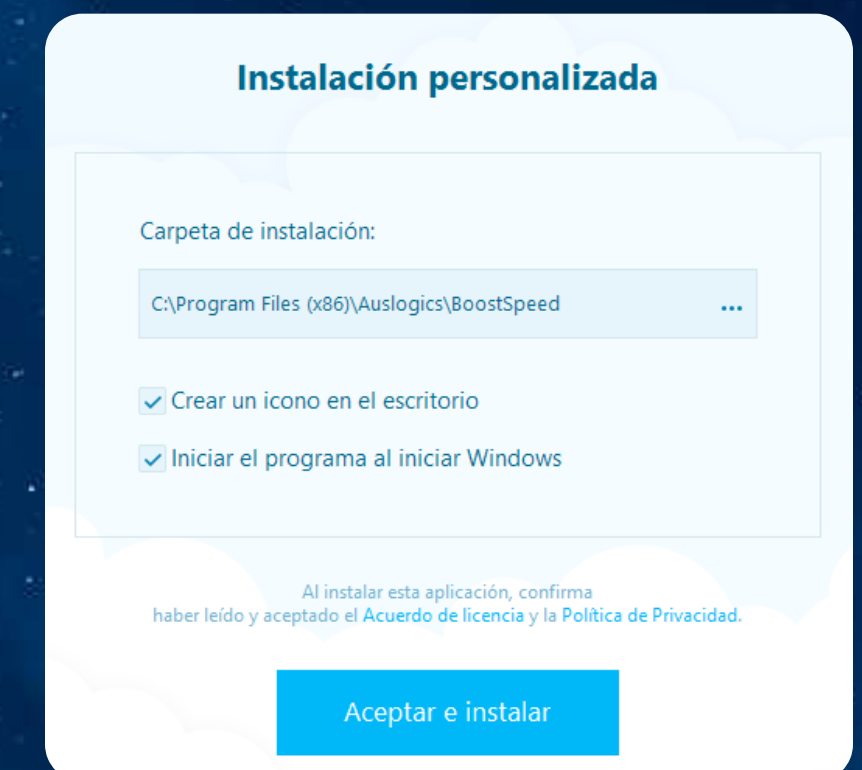 Instalación personalizada
Carpeta de instalación:
C:\Program Files (x86)\Auslogics\BoostSpeed
...
Crear un icono en el escritorio
Iniciar el programa al iniciar Windows
Al instalar esta aplicación, confirma
haber leído y aceptado el Acuerdo de licencia y la Política de Privacidad.
Aceptar e instalar